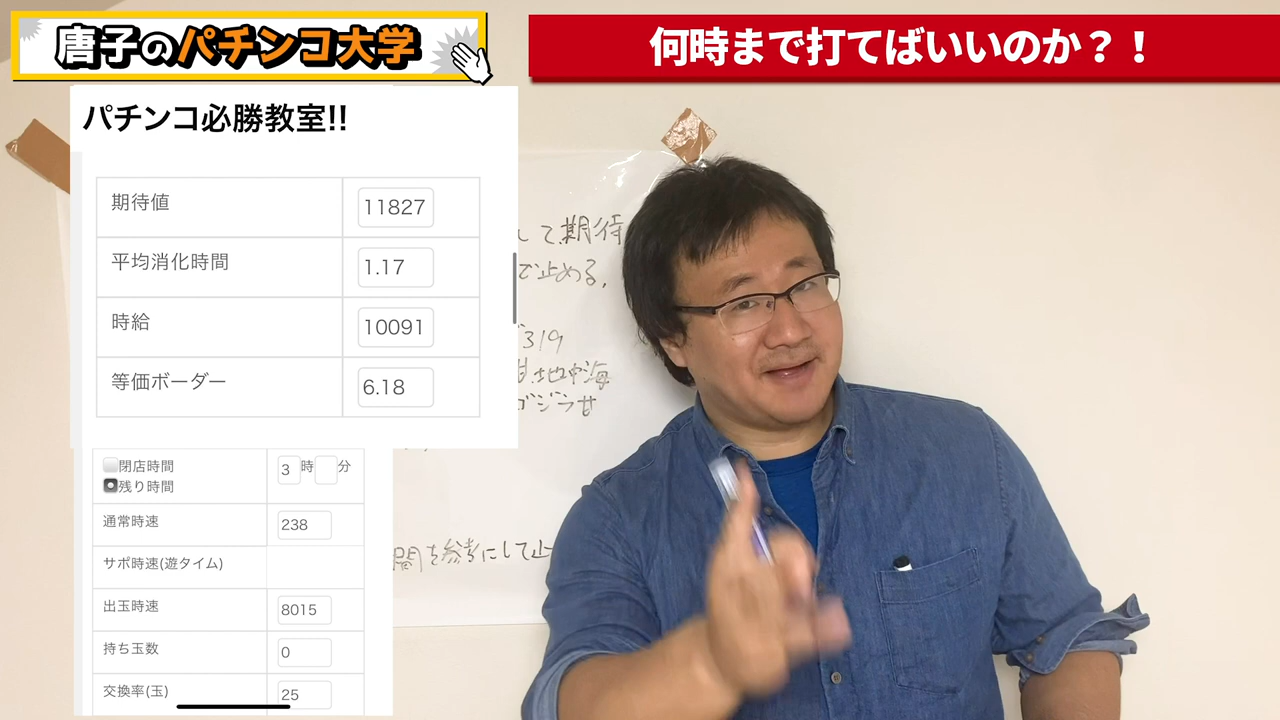 唐子のパチンコ大学
何時まで打てばいいのか？！
パチンコ必勝教室!!
期待値 11827
平均消化時間 1.17
時給 10091
等価ボーダー 6.18
閉店時間
残り時間
3 時 分
通常時速 238
サポ時速(遊タイム)
出玉時速 8015
持ち玉数 0
交換率(玉) 25
して期待
で止める。
319
甘.地中海
ゴジラ甘
間を参考にして止